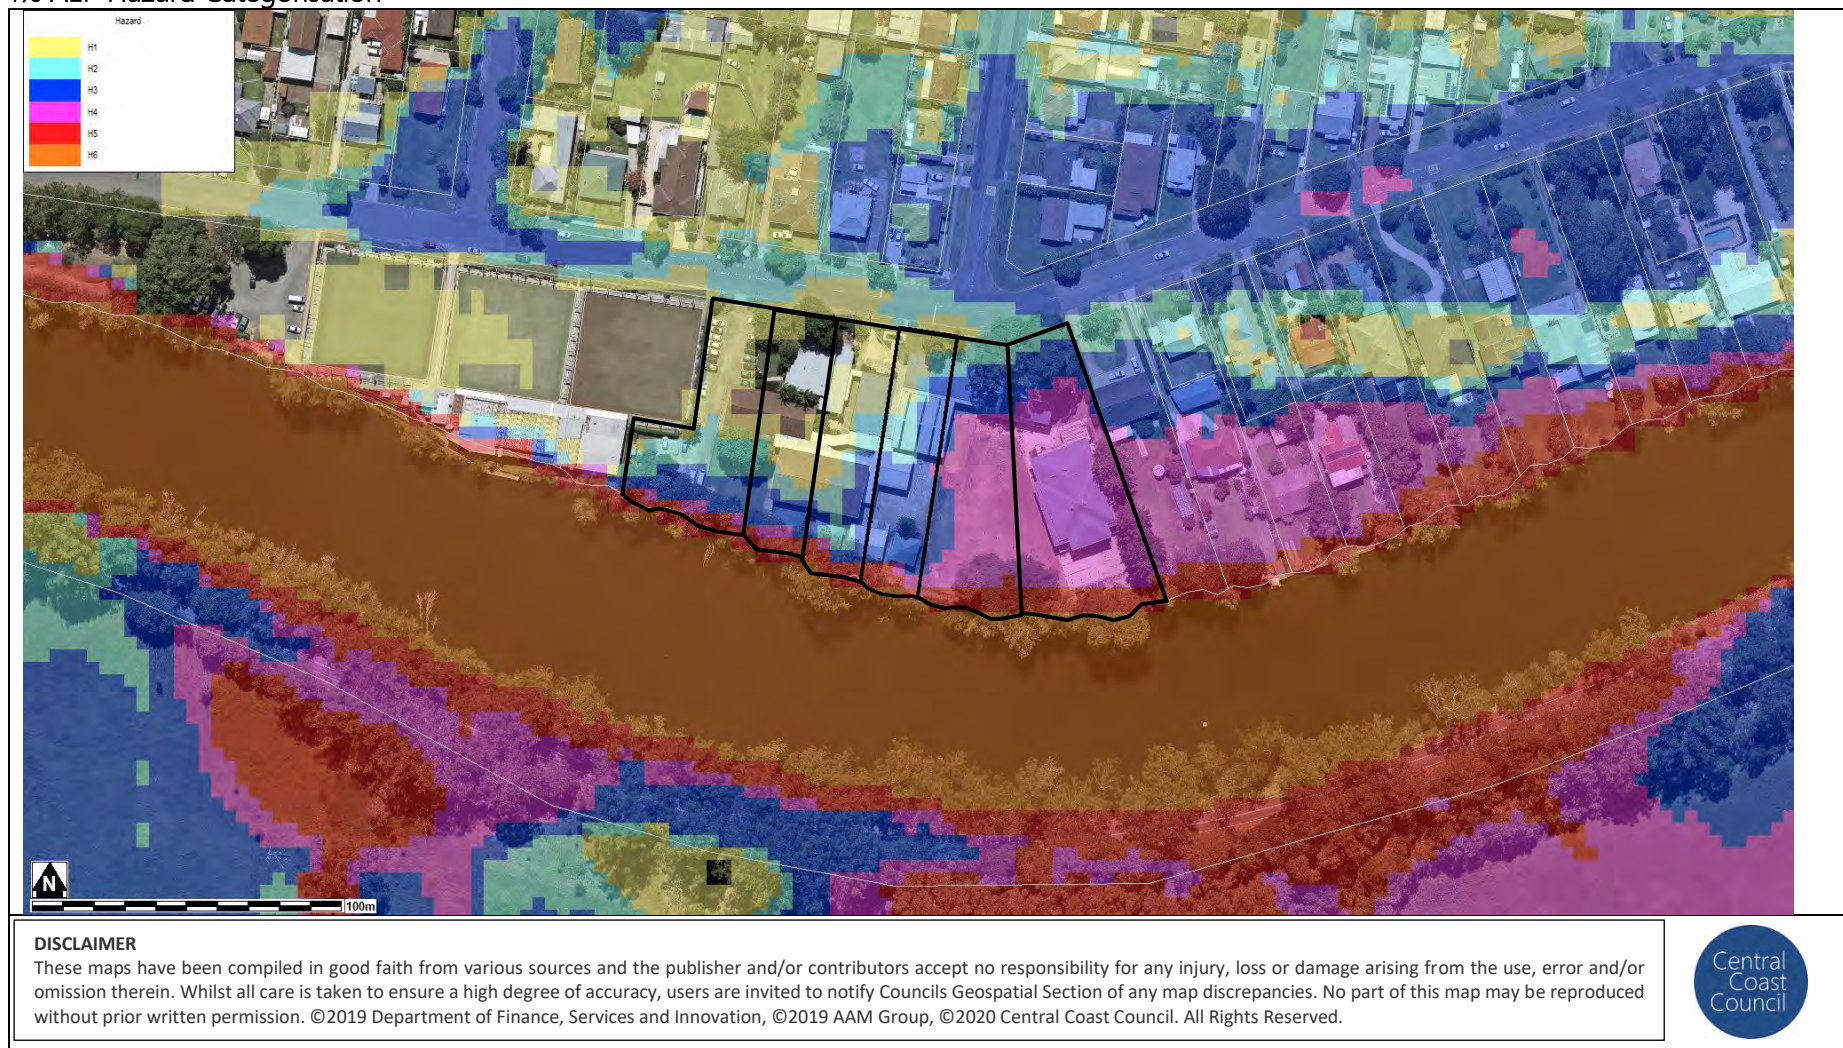 1% AEP Hazard Categorisation
Hazard
H1
H2
H3
H4
H5
H6
N
100m
DISCLAIMER
These maps have been compiled in good faith from various sources and the publisher and/or contributors accept no responsibility for any injury, loss or damage arising from the use, error and/or
omission therein. Whilst all care is taken to ensure a high degree of accuracy, users are invited to notify Councils Geospatial Section of any map discrepancies. No part of this map may be reproduced
without prior written permission. ©2019 Department of Finance, Services and Innovation, ©2019 AAM Group, ©2020 Central Coast Council. All Rights Reserved.
Central
Coast
Council